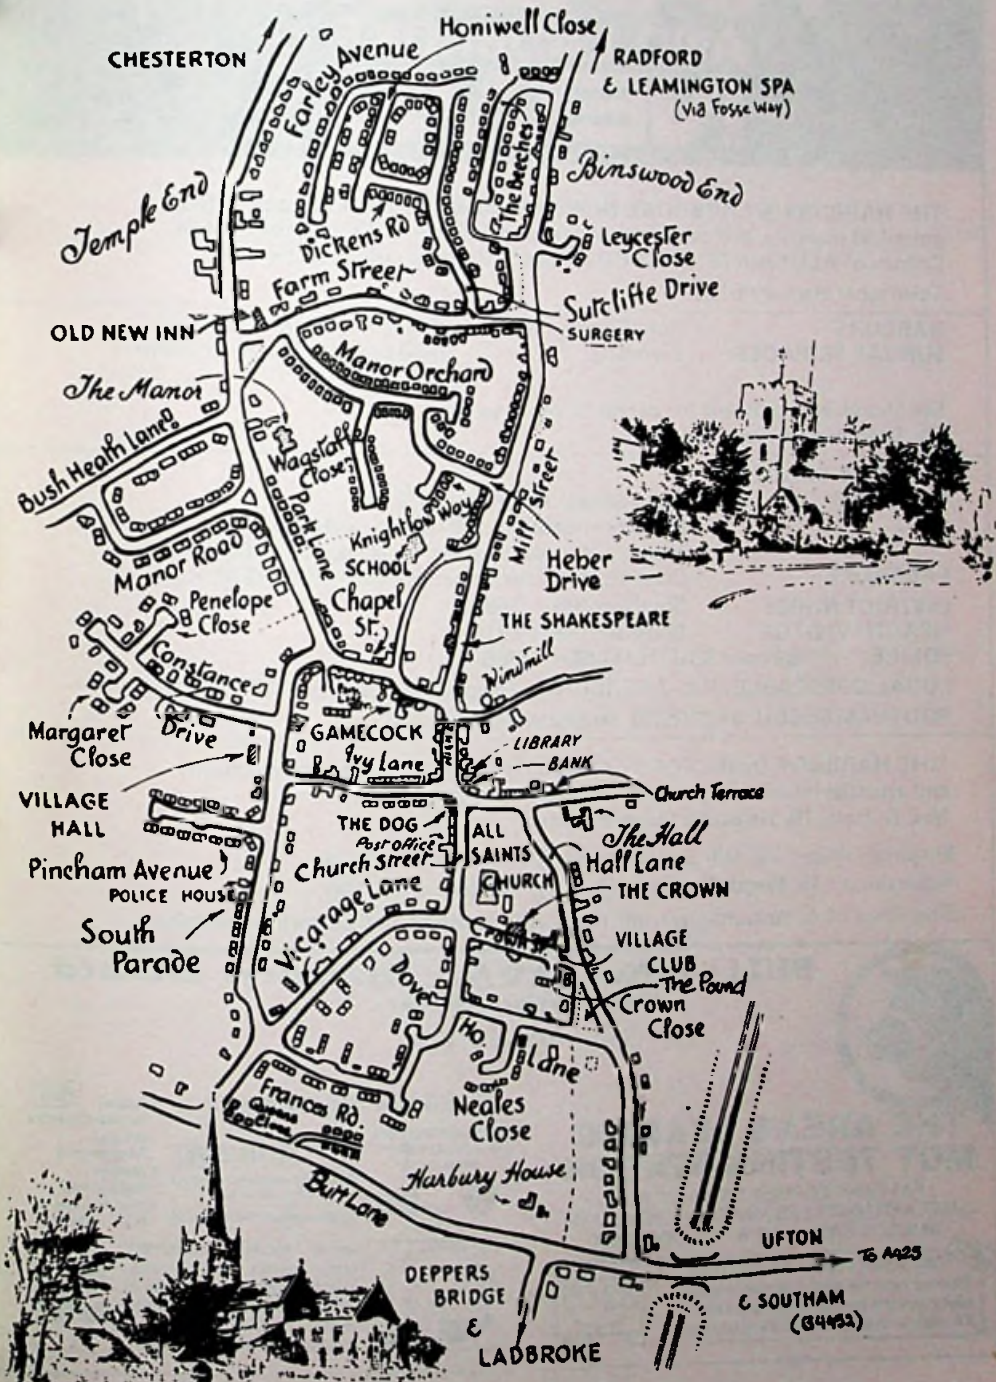 Honiwell Close
CHESTERTON
Farley Avenue
RADFORD
& LEAMINGTON SPA
(Via Fosse Way)
The Beeches
Binswood End
Temple End
Dickens Rd
Leycester
Close
Farm Street
Sutcliffe Drive
OLD NEW INN
SURGERY
Manor Orchard
The Manor
Bush Heath Lane
Wagstaff
Close
Park Lane
Mill Street
Knightlow Way
Manor Road
SCHOOL
Heber
Drive
Penelope
Close
Chapel
St.
THE SHAKESPEARE
Constance
Drive
Windmill
Margaret
Close
GAMECOCK
Ivy Lane
LIBRARY
BANK
VILLAGE
HALL
Church Terrace
THE DOG
Post Office
Church Street
ALL
SAINTS
CHURCH
The Hall
Hall Lane
Pincham Avenue
POLICE HOUSE
THE CROWN
Vicarage Lane
South
Parade
Crown St.
VILLAGE
CLUB
The Pound
Crown
Close
Dove
Ho.
Lane
Frances Rd.
Queens
Close
Neales
Close
Harbury House
Butt Lane
UFTON
To A425
DEPPERS
BRIDGE
&
LADBROKE
& SOUTHAM
(B4452)